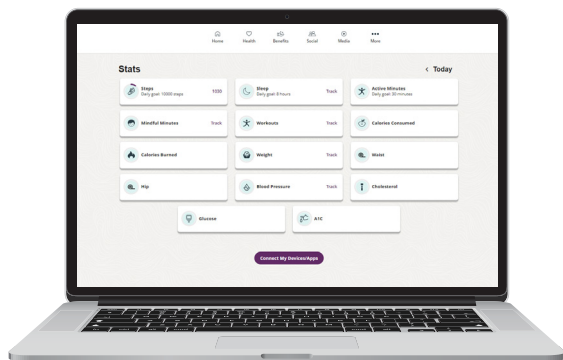 Home Health Benefits Social Media More
Stats
< Today
Steps
Daily goal: 10000 steps
1020
Sleep
Daily goal: 8 hours
Track
Active Minutes
Daily goal: 30 minutes
Mindful Minutes
Track
Workouts
Track
Calories Consumed
Calories Burned
Weight
Track
Waist
Hip
Blood Pressure
Track
Cholesterol
Glucose
A1C
Connect My Devices/Apps